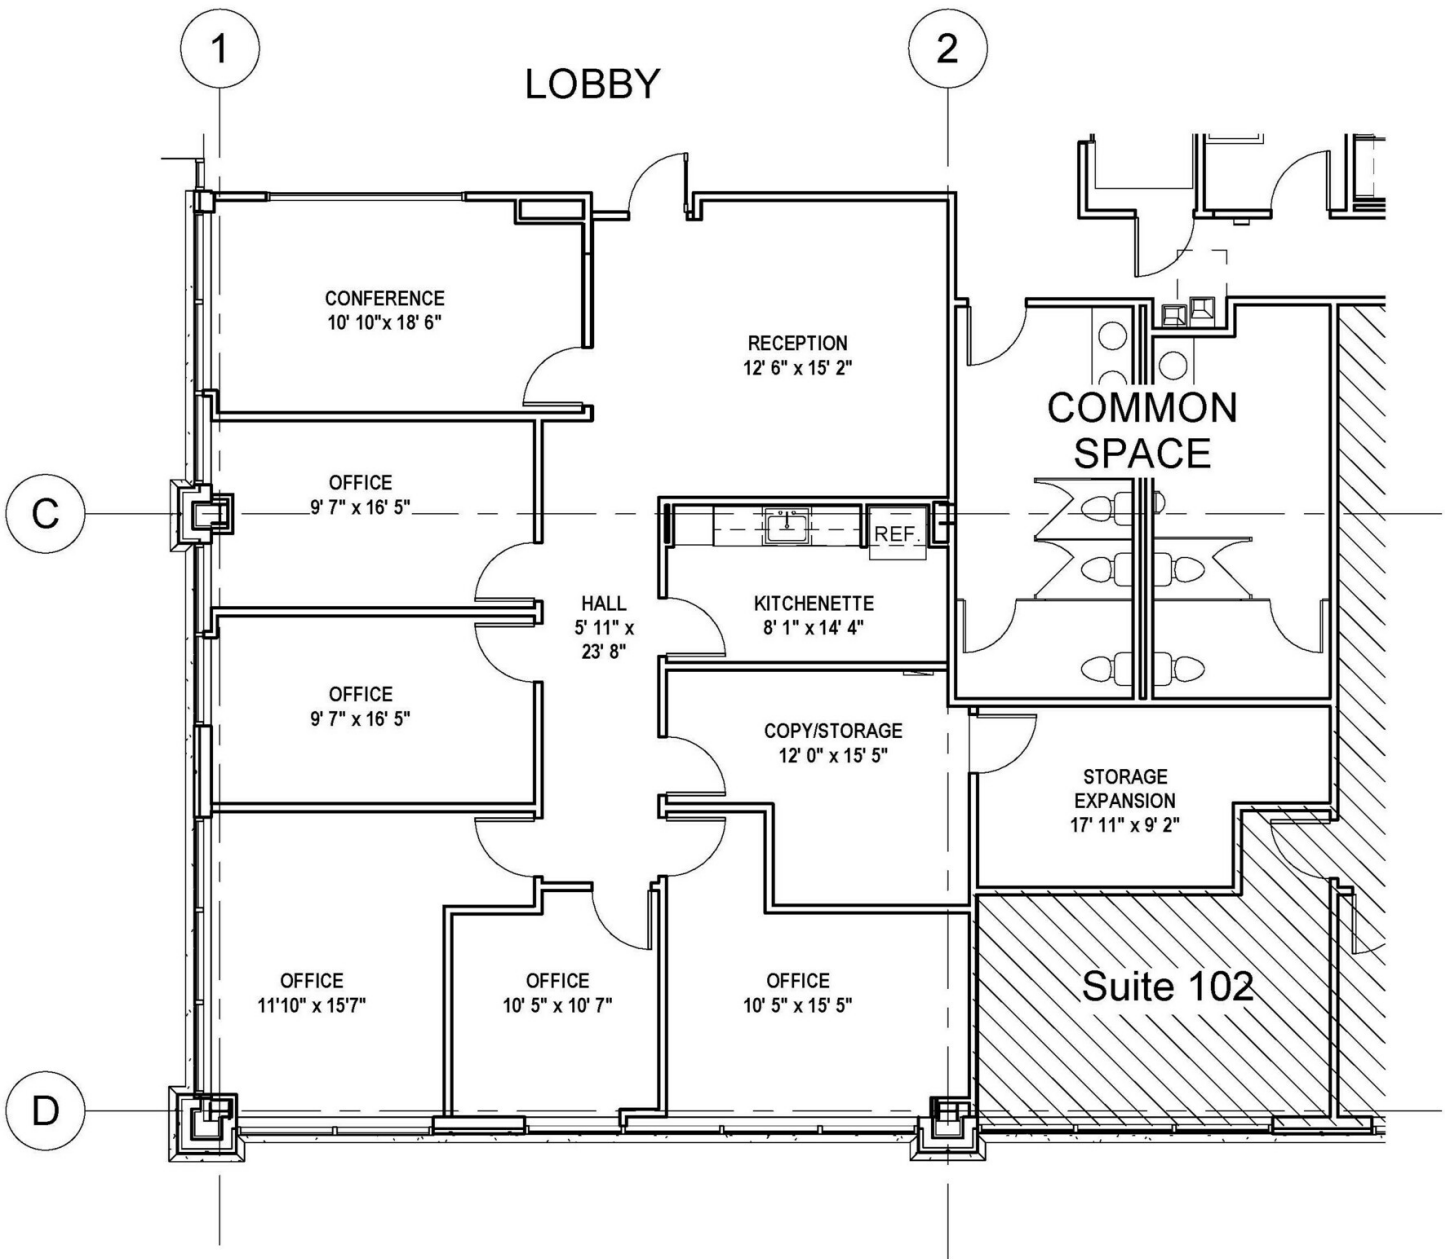 1
2
LOBBY
CONFERENCE
10' 10"x 18' 6"
RECEPTION
12' 6" x 15' 2"
COMMON
SPACE
OFFICE
9' 7" x 16' 5"
C
REF.
HALL
5' 11" x
23' 8"
KITCHENETTE
8' 1" x 14' 4"
OFFICE
9' 7" x 16' 5"
COPY/STORAGE
12' 0" x 15' 5"
STORAGE
EXPANSION
17' 11" x 9' 2"
OFFICE
11'10" x 15'7"
OFFICE
10' 5" x 10' 7"
OFFICE
10' 5" x 15' 5"
Suite 102
D